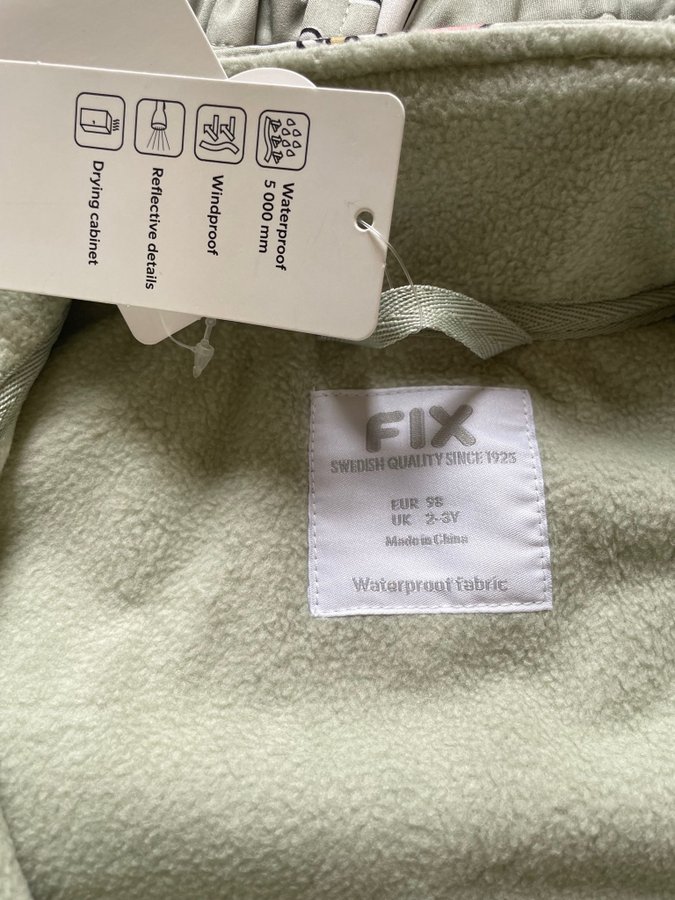 Waterproof
5 000 mm
Windproof
Reflective details
Drying cabinet
FIX
SWEDISH QUALITY SINCE 1925
EUR 98
UK 2-3Y
Made in China
Waterproof fabric